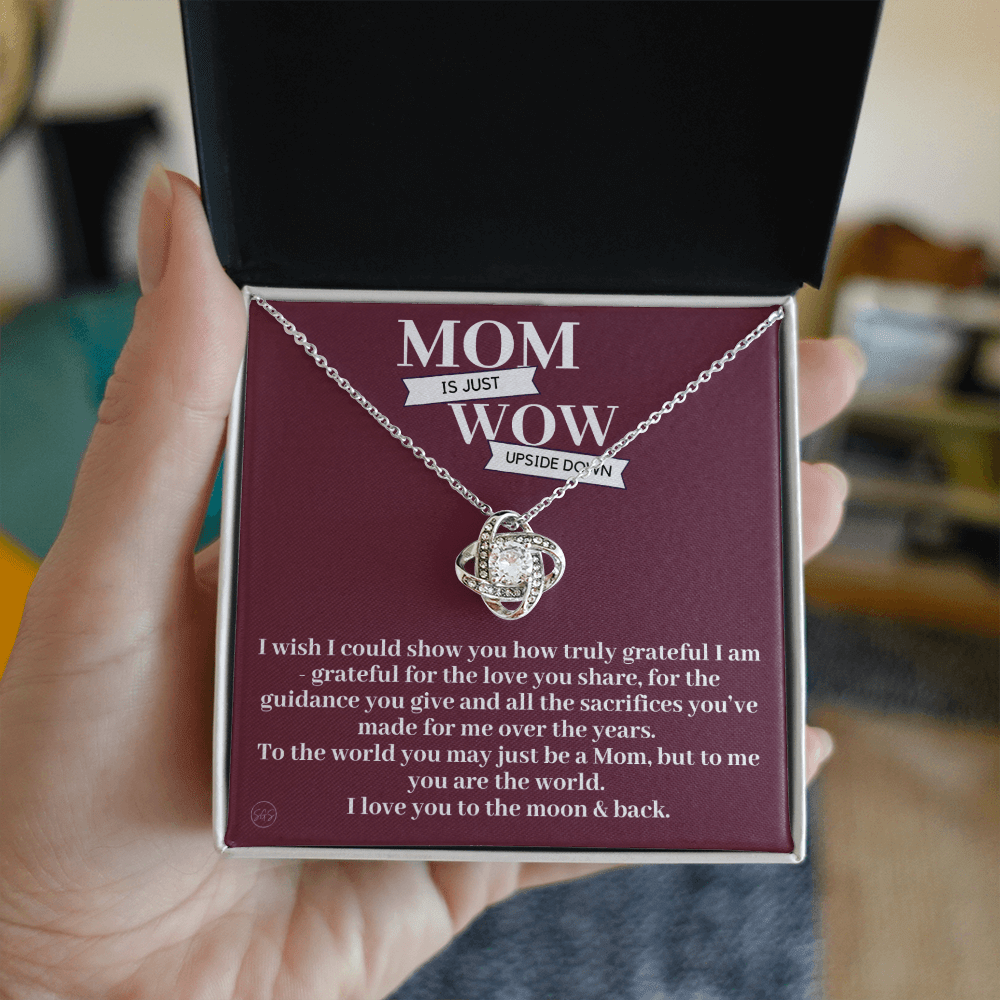 MOM
IS JUST
WOW
UPSIDE DOWN
I wish I could show you how truly grateful I am
- grateful for the love you share, for the
guidance you give and all the sacrifices you've
made for me over the years.
To the world you may just be a Mom, but to me
you are the world.
I love you to the moon & back.
SGS